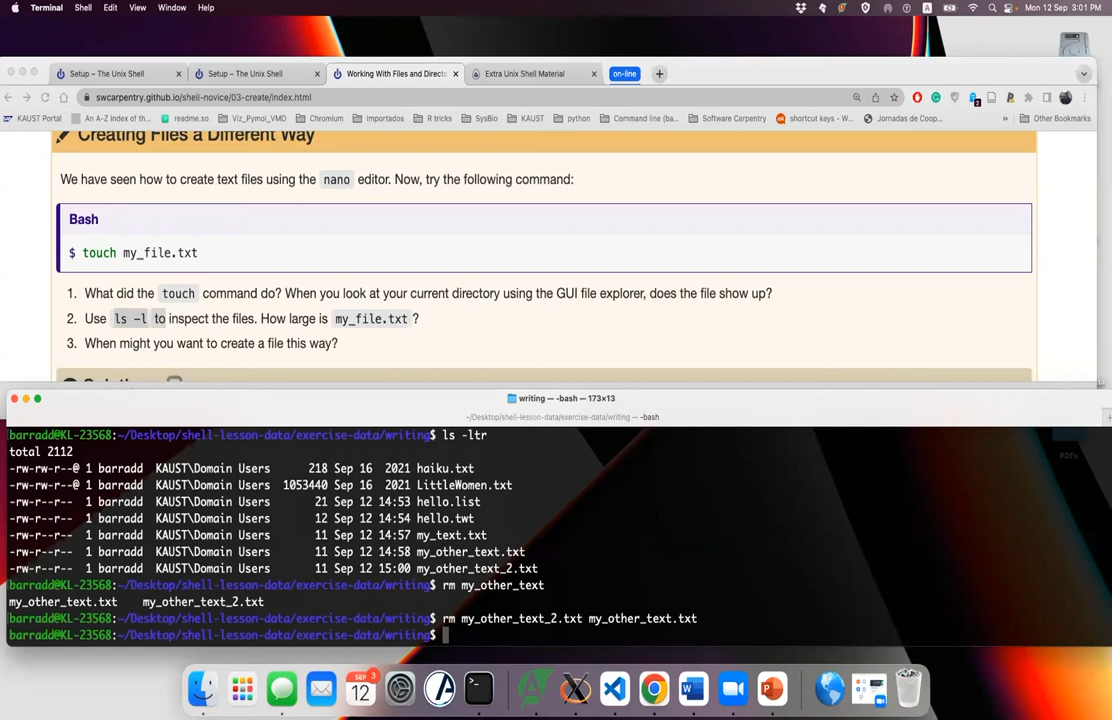 Terminal Shell Edit View Window Help A Mon 12 Sep 3:01 PM
Setup – The Unix Shell × Setup – The Unix Shell × Working With Files and Directo × Extra Unix Shell Material × on-line +
swcarpentry.github.io/shell-novice/03-create/index.html
KAUST Portal An A-Z index of th... readme.so Viz_Pymol_VMD Chromium importados R tricks SysBio KAUST python Command line (ba... Software Carpentry shortcut keys - W... Jornadas de Coop... » Other Bookmarks
Creating Files a Different Way
We have seen how to create text files using the nano editor. Now, try the following command:
Bash
$ touch my_file.txt
1. What did the touch command do? When you look at your current directory using the GUI file explorer, does the file show up?
2. Use ls -l to inspect the files. How large is my_file.txt ?
3. When might you want to create a file this way?
writing — -bash — 173×13
~/Desktop/shell-lesson-data/exercise-data/writing — -bash
barradd@KL-23568:~/Desktop/shell-lesson-data/exercise-data/writing$ ls -ltr
total 2112
-rw-rw-r--@ 1 barradd KAUST\Domain Users 218 Sep 16 2021 haiku.txt
-rw-rw-r--@ 1 barradd KAUST\Domain Users 1053440 Sep 16 2021 LittleWomen.txt
-rw-r--r-- 1 barradd KAUST\Domain Users 21 Sep 12 14:53 hello.list
-rw-r--r-- 1 barradd KAUST\Domain Users 12 Sep 12 14:54 hello.twt
-rw-r--r-- 1 barradd KAUST\Domain Users 11 Sep 12 14:57 my_text.txt
-rw-r--r-- 1 barradd KAUST\Domain Users 11 Sep 12 14:58 my_other_text.txt
-rw-r--r-- 1 barradd KAUST\Domain Users 11 Sep 12 15:00 my_other_text_2.txt
barradd@KL-23568:~/Desktop/shell-lesson-data/exercise-data/writing$ rm my_other_text
my_other_text.txt my_other_text_2.txt
barradd@KL-23568:~/Desktop/shell-lesson-data/exercise-data/writing$ rm my_other_text_2.txt my_other_text.txt
barradd@KL-23568:~/Desktop/shell-lesson-data/exercise-data/writing$
PDFs
SEP 3
12